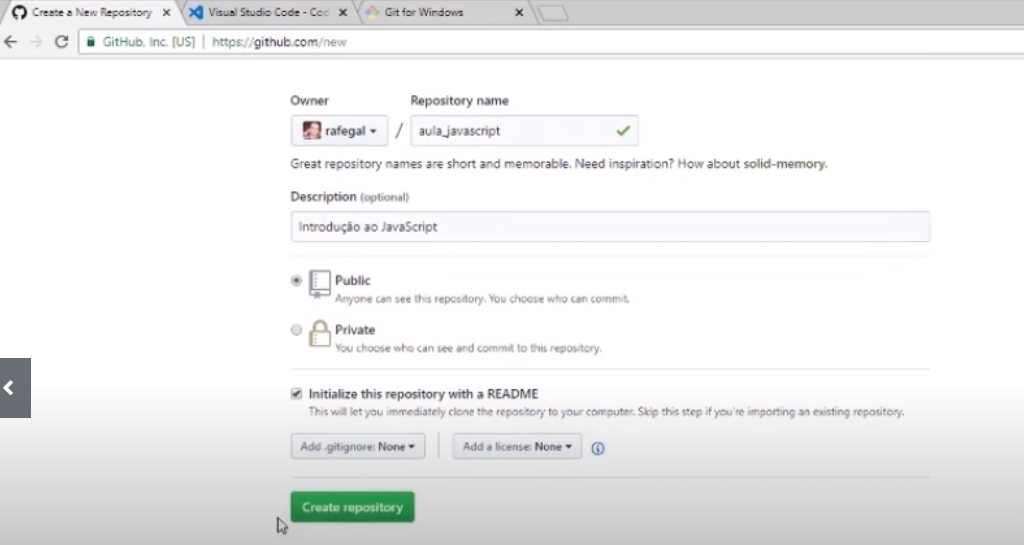 Create a New Repository
Visual Studio Code - Cod
Git for Windows
GitHub, Inc. [US] | https://github.com/new
Owner Repository name
rafegal / aula_javascript
Great repository names are short and memorable. Need inspiration? How about solid-memory.
Description (optional)
Introdução ao JavaScript
Public
Anyone can see this repository. You choose who can commit.
Private
You choose who can see and commit to this repository.
Initialize this repository with a README
This will let you immediately clone the repository to your computer. Skip this step if you're importing an existing repository.
Add .gitignore: None Add a license: None
Create repository